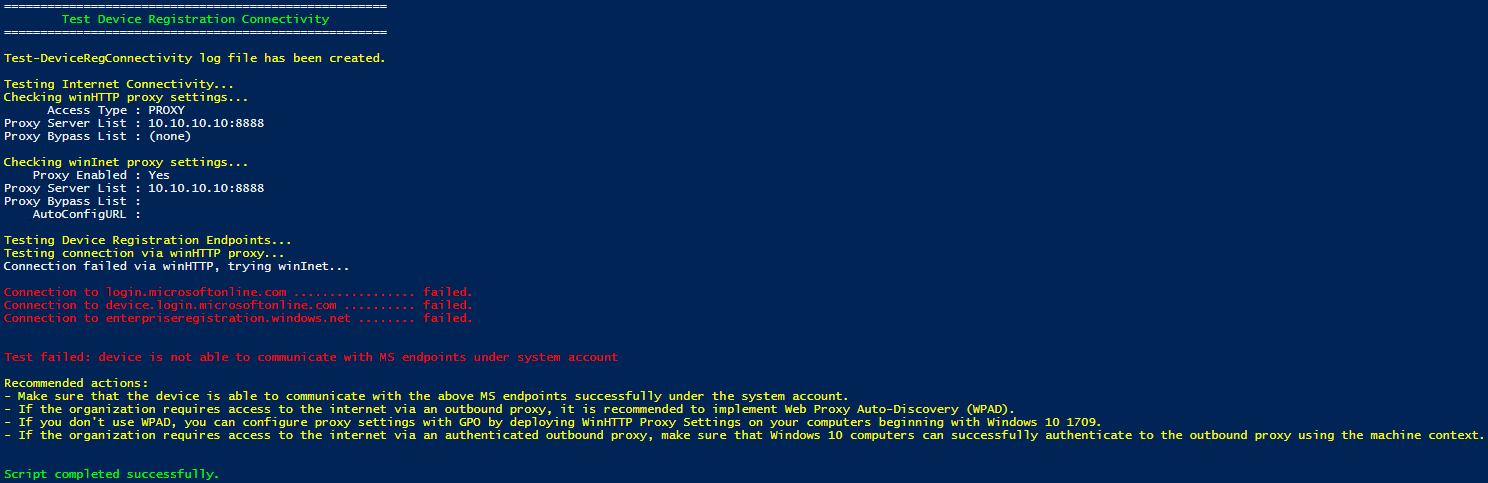 =====================================================
Test Device Registration Connectivity
=====================================================
Test-DeviceRegConnectivity log file has been created.
Testing Internet Connectivity...
Checking winHTTP proxy settings...
Access Type : PROXY
Proxy Server List : 10.10.10.10:8888
Proxy Bypass List : (none)
Checking winInet proxy settings...
Proxy Enabled : Yes
Proxy Server List : 10.10.10.10:8888
Proxy Bypass List :
AutoConfigURL :
Testing Device Registration Endpoints...
Testing connection via winHTTP proxy...
Connection failed via winHTTP, trying winInet...
Connection to login.microsoftonline.com ................. failed.
Connection to device.login.microsoftonline.com .......... failed.
Connection to enterpriseregistration.windows.net ........ failed.
Test failed: device is not able to communicate with MS endpoints under system account
Recommended actions:
- Make sure that the device is able to communicate with the above MS endpoints successfully under the system account.
- If the organization requires access to the internet via an outbound proxy, it is recommended to implement Web Proxy Auto-Discovery (WPAD).
- If you don't use WPAD, you can configure proxy settings with GPO by deploying WinHTTP Proxy Settings on your computers beginning with Windows 10 1709.
- If the organization requires access to the internet via an authenticated outbound proxy, make sure that Windows 10 computers can successfully authenticate to the outbound proxy using the machine context.
Script completed successfully.